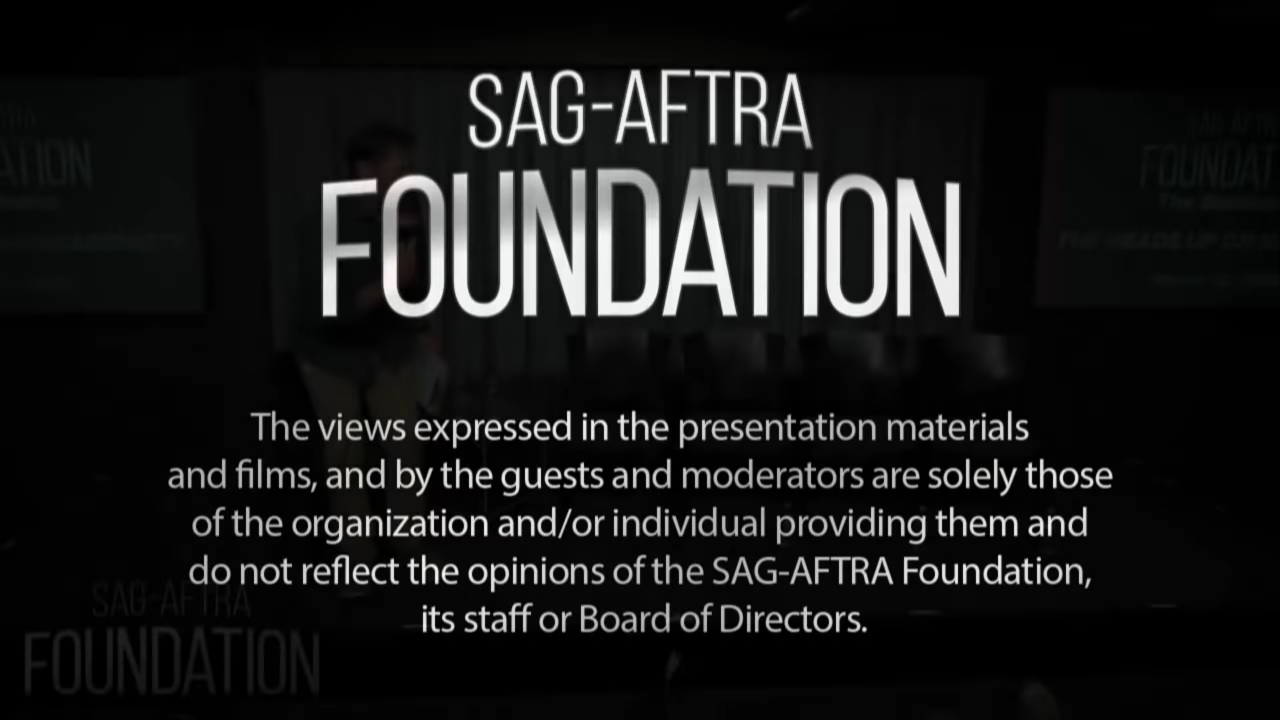 SAG-AFTRA
FOUNDATION
The views expressed in the presentation materials
and films, and by the guests and moderators are solely those
of the organization and/or individual providing them and
do not reflect the opinions of the SAG-AFTRA Foundation,
its staff or Board of Directors.
SAG-AFTRA
FOUNDATION